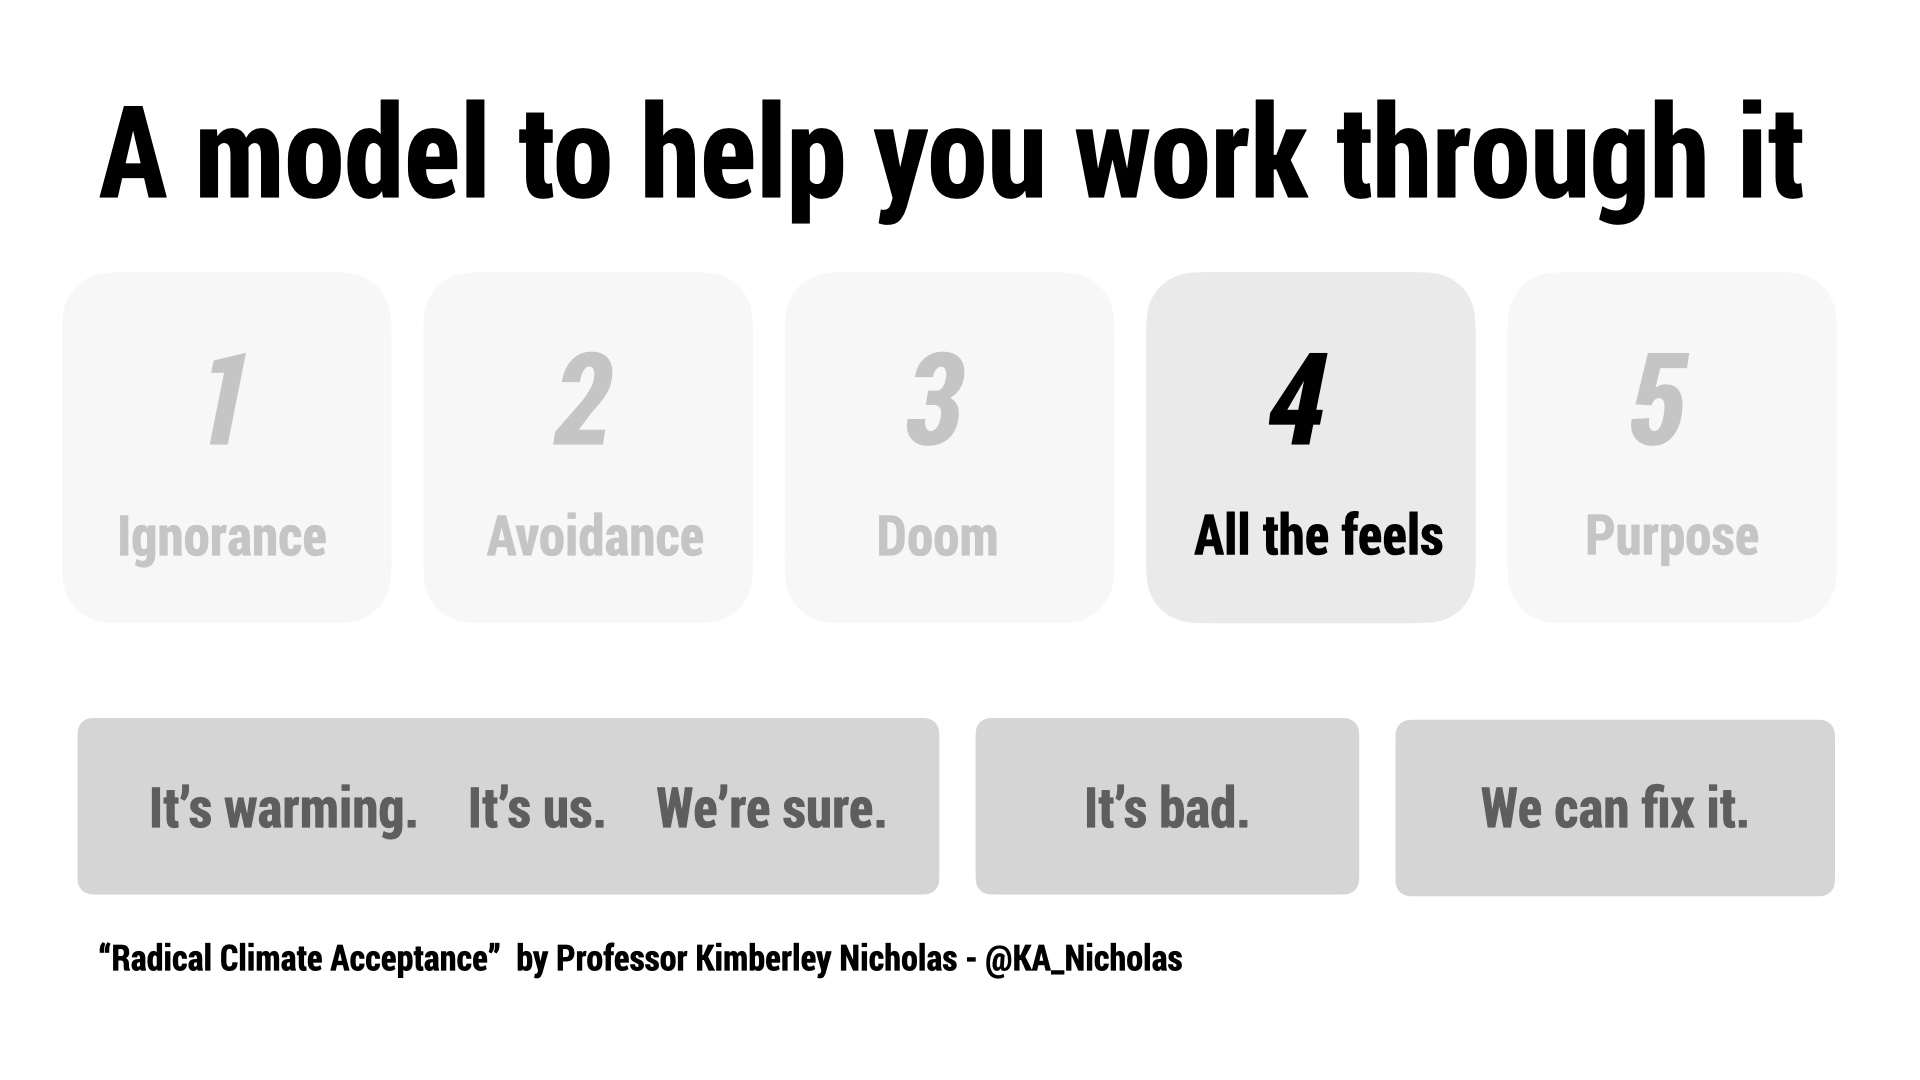 A model to help you work through it
1 2 3 4 5
Ignorance Avoidance Doom All the feels Purpose
It’s warming. It’s us. We’re sure. It’s bad. We can fix it.
“Radical Climate Acceptance” by Professor Kimberley Nicholas - @KA_Nicholas